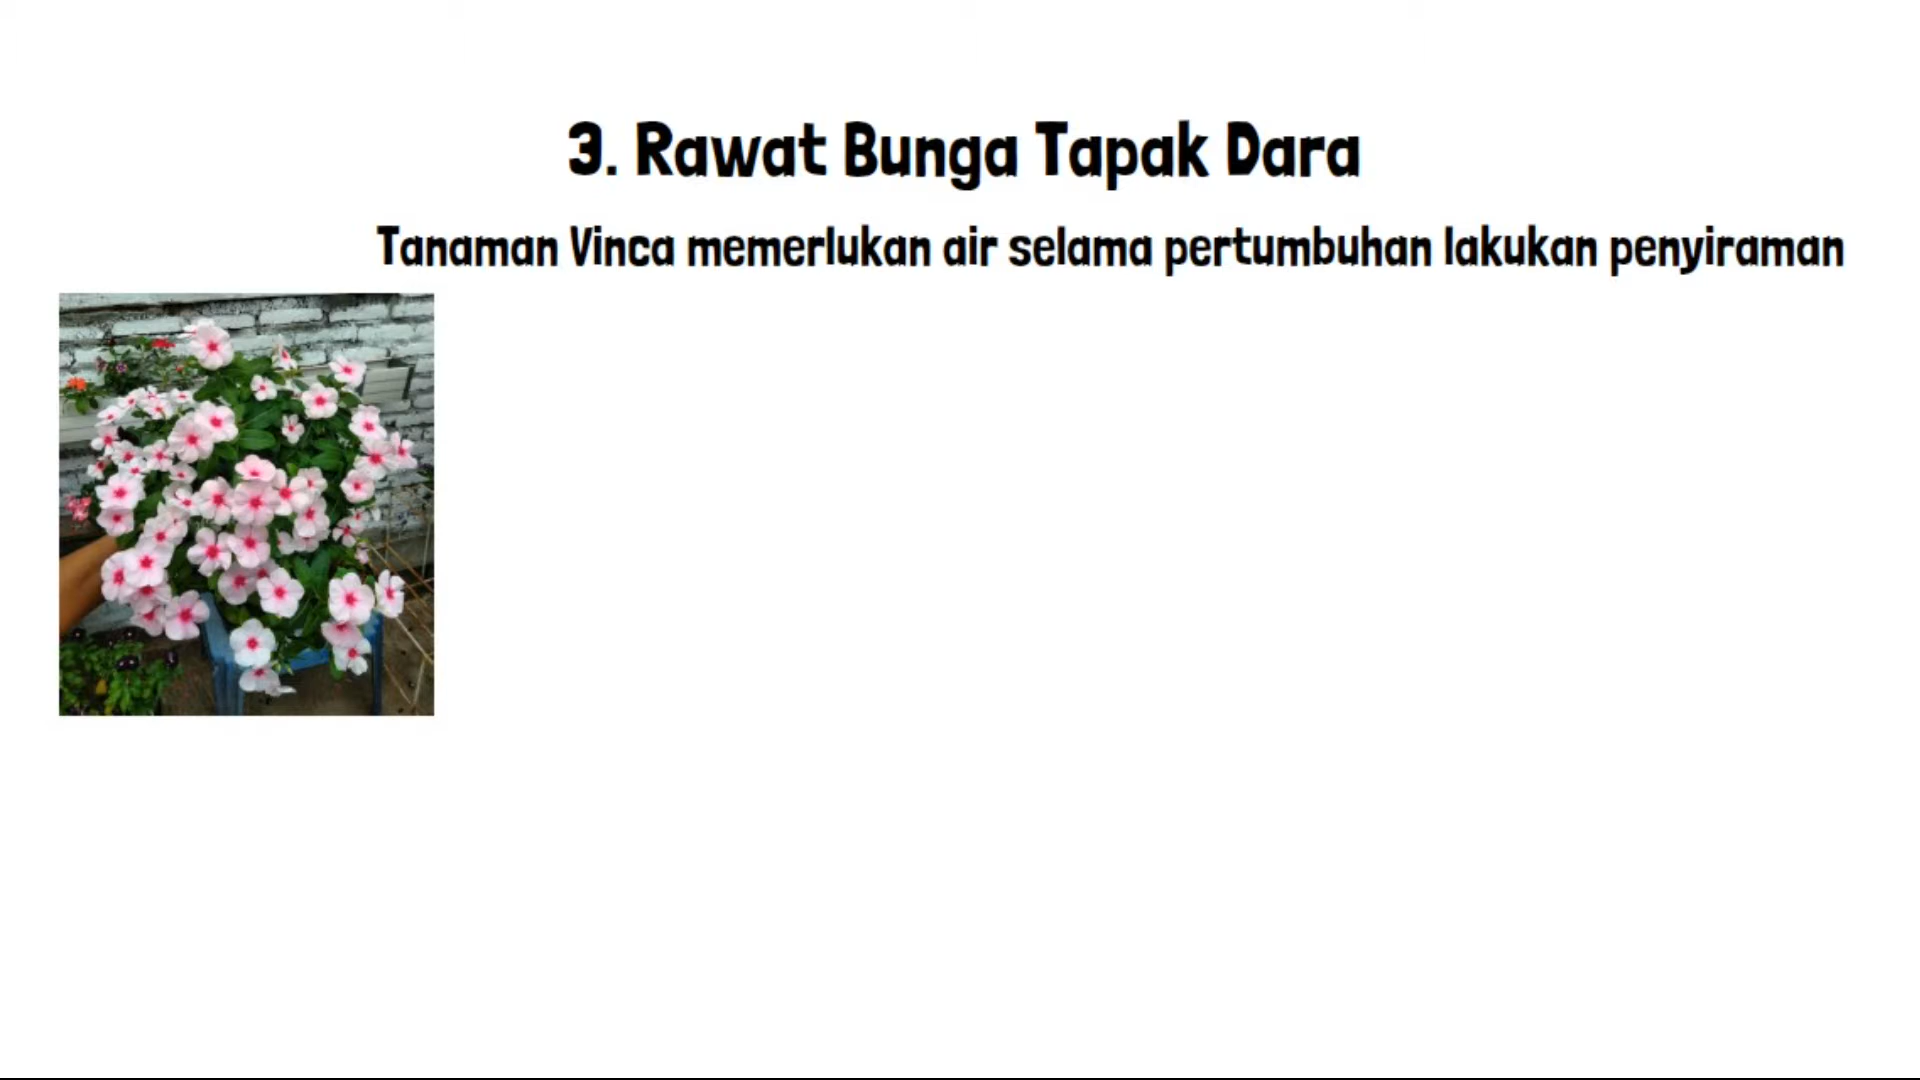 3. Rawat Bunga Tapak Dara
Tanaman Vinca memerlukan air selama pertumbuhan lakukan penyiraman